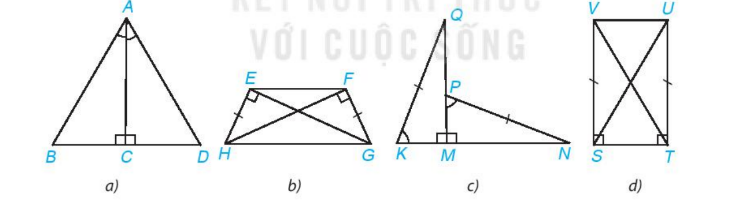 KẾT NỐI TRI THỨC
VỚI CUỘC SỐNG
A
B
C
D
a)
E
F
H
G
b)
Q
P
K
M
N
c)
V
U
S
T
d)